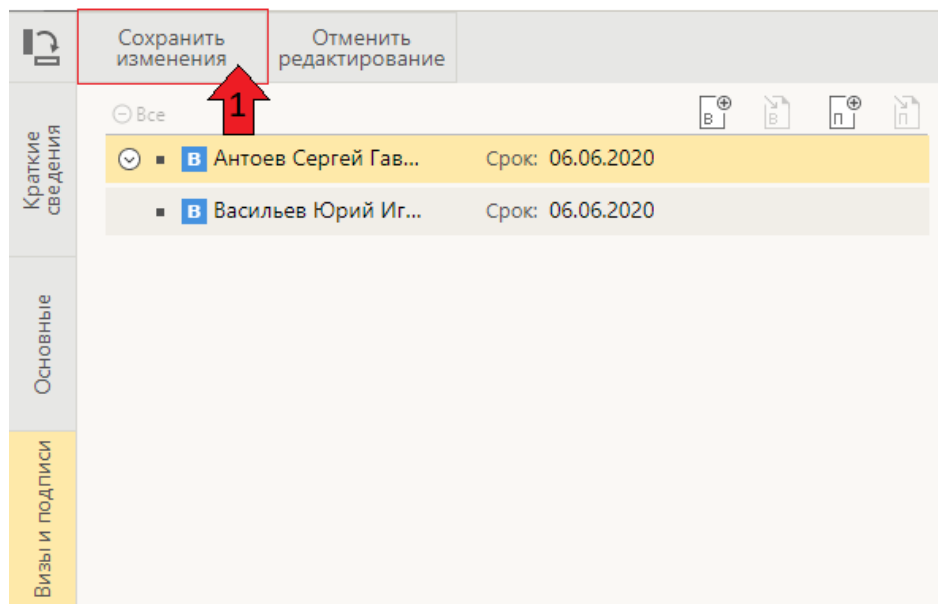 Сохранить изменения
Отменить редактирование
1
Все
В
В
П
П
В Антоев Сергей Гав... Срок: 06.06.2020
В Васильев Юрий Иг... Срок: 06.06.2020
Краткие сведения
Основные
Визы и подписи